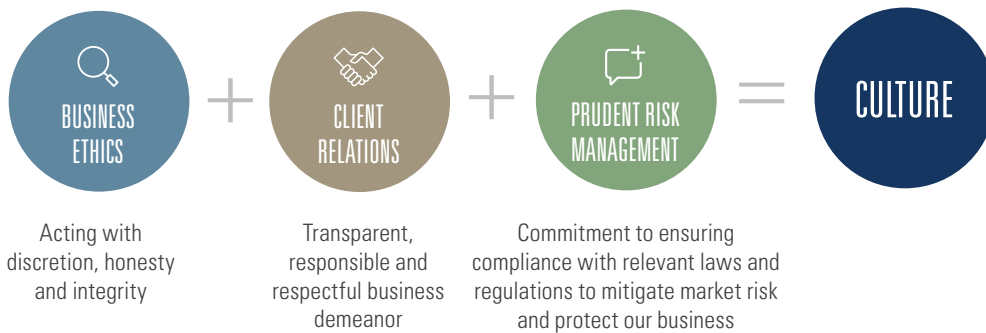 BUSINESS
ETHICS
+
CLIENT
RELATIONS
+
PRUDENT RISK
MANAGEMENT
=
CULTURE
Acting with
discretion, honesty
and integrity
Transparent,
responsible and
respectful business
demeanor
Commitment to ensuring
compliance with relevant laws and
regulations to mitigate market risk
and protect our business